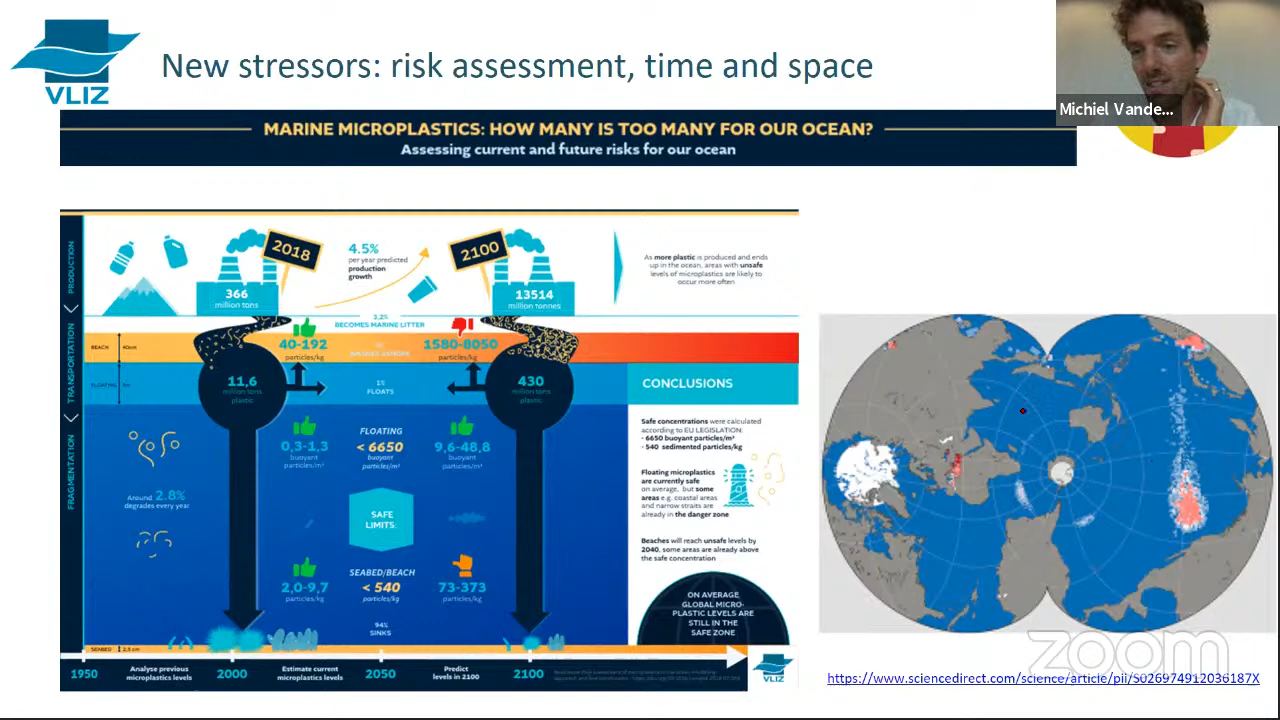 VLIZ
New stressors: risk assessment, time and space
Michiel Vande...
MARINE MICROPLASTICS: HOW MANY IS TOO MANY FOR OUR OCEAN?
Assessing current and future risks for our ocean
PRODUCTION
TRANSPORTATION
FRAGMENTATION
2018
4.5%
per year predicted
production
growth
2100
366
million tons
13514
million tonnes
As more plastic is produced and ends
up in the ocean, areas with unsafe
levels of microplastics are likely to
occur more often
BECOMES MARINE LITTER
BEACH
40cm
40-192
particles/kg
1580-8050
particles/kg
FLOATING
11,6
million tons
plastic
1%
FLOATS
430
million tons
plastic
CONCLUSIONS
0,3-1,3
buoyant
particles/m³
FLOATING
< 6650
buoyant
particles/m³
9,6-48,8
buoyant
particles/m³
Around 2.8%
degrades every year
SAFE
LIMITS:
Safe concentrations were calculated
according to EU LEGISLATION:
- 6650 buoyant particles/m³
- 540 sedimented particles/kg
Floating microplastics
are currently safe
on average, but some
areas e.g. coastal areas
and narrow straits are
already in the danger zone
Beaches will reach unsafe levels by
2040, some areas are already above
the safe concentration
2,0-9,7
particles/kg
SEABED/BEACH
< 540
particles/kg
73-373
particles/kg
94%
SINKS
ON AVERAGE
GLOBAL MICRO-
PLASTIC LEVELS ARE
STILL IN THE
SAFE ZONE
SEABED
2,5 cm
1950
Analyse previous
microplastics levels
2000
Estimate current
microplastic levels
2050
Predict
levels in 2100
2100
VLIZ
zoom
https://www.sciencedirect.com/science/article/pii/S026974912036187X